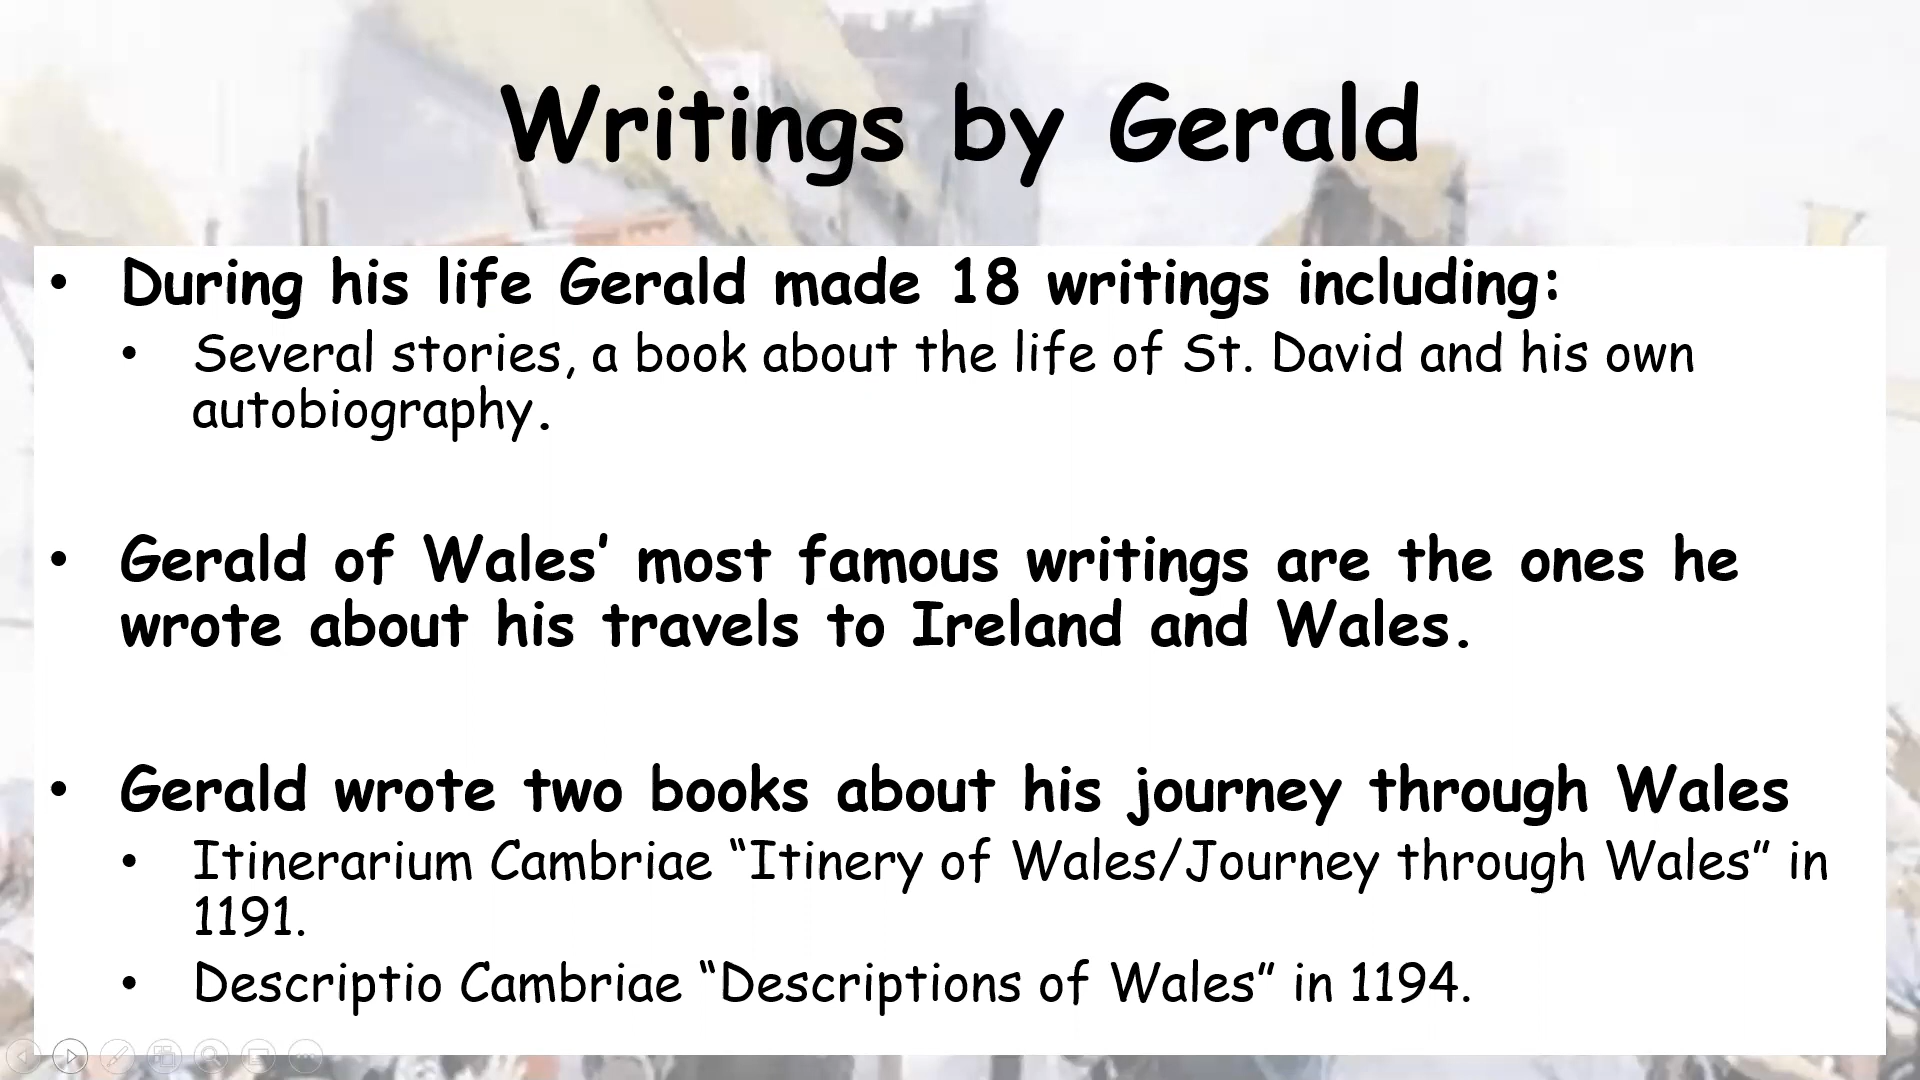 Writings by Gerald
• During his life Gerald made 18 writings including:
• Several stories, a book about the life of St. David and his own
autobiography.
• Gerald of Wales’ most famous writings are the ones he
wrote about his travels to Ireland and Wales.
• Gerald wrote two books about his journey through Wales
• Itinerarium Cambriae “Itinery of Wales/Journey through Wales” in
1191.
• Descriptio Cambriae “Descriptions of Wales” in 1194.